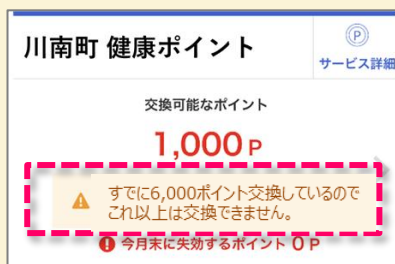 川南町 健康ポイント
P
サービス詳細
交換可能なポイント
1,000 P
すでに6,000ポイント交換しているので
これ以上は交換できません。
今月末に失効するポイント 0 P